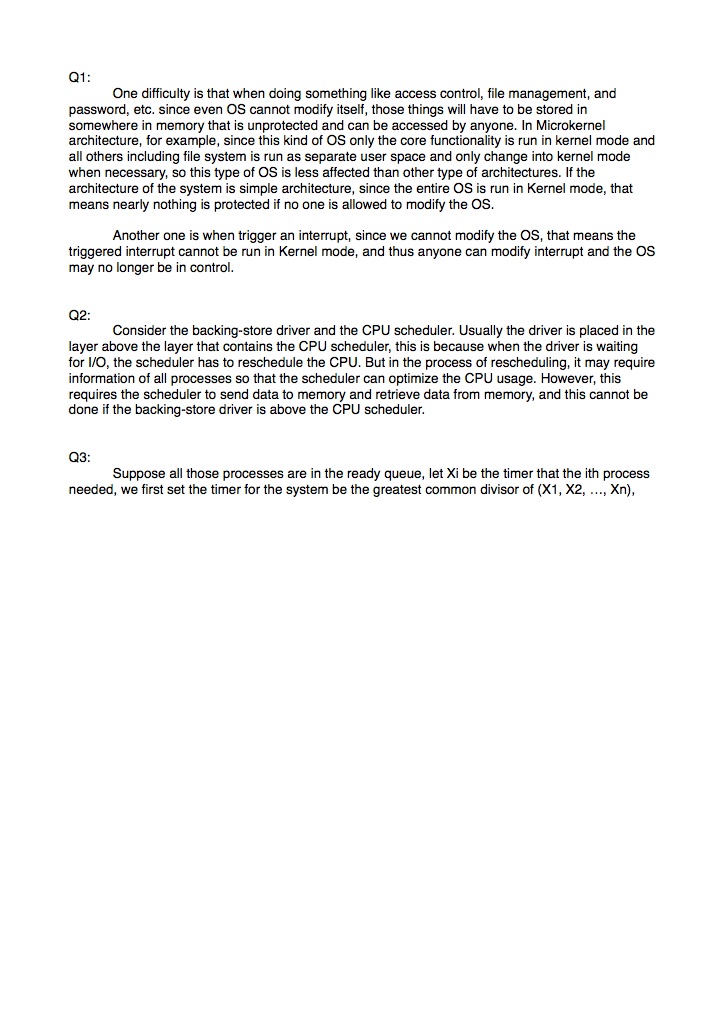 Q1:
One difficulty is that when doing something like access control, file management, and
password, etc. since even OS cannot modify itself, those things will have to be stored in
somewhere in memory that is unprotected and can be accessed by anyone. In Microkernel
architecture, for example, since this kind of OS only the core functionality is run in kernel mode and
all others including file system is run as separate user space and only change into kernel mode
when necessary, so this type of OS is less affected than other type of architectures. If the
architecture of the system is simple architecture, since the entire OS is run in Kernel mode, that
means nearly nothing is protected if no one is allowed to modify the OS.
Another one is when trigger an interrupt, since we cannot modify the OS, that means the
triggered interrupt cannot be run in Kernel mode, and thus anyone can modify interrupt and the OS
may no longer be in control.
Q2:
Consider the backing-store driver and the CPU scheduler. Usually the driver is placed in the
layer above the layer that contains the CPU scheduler, this is because when the driver is waiting
for I/O, the scheduler has to reschedule the CPU. But in the process of rescheduling, it may require
information of all processes so that the scheduler can optimize the CPU usage. However, this
requires the scheduler to send data to memory and retrieve data from memory, and this cannot be
done if the backing-store driver is above the CPU scheduler.
Q3:
Suppose all those processes are in the ready queue, let Xi be the timer that the ith process
needed, we first set the timer for the system be the greatest common divisor of (X1, X2, …, Xn),